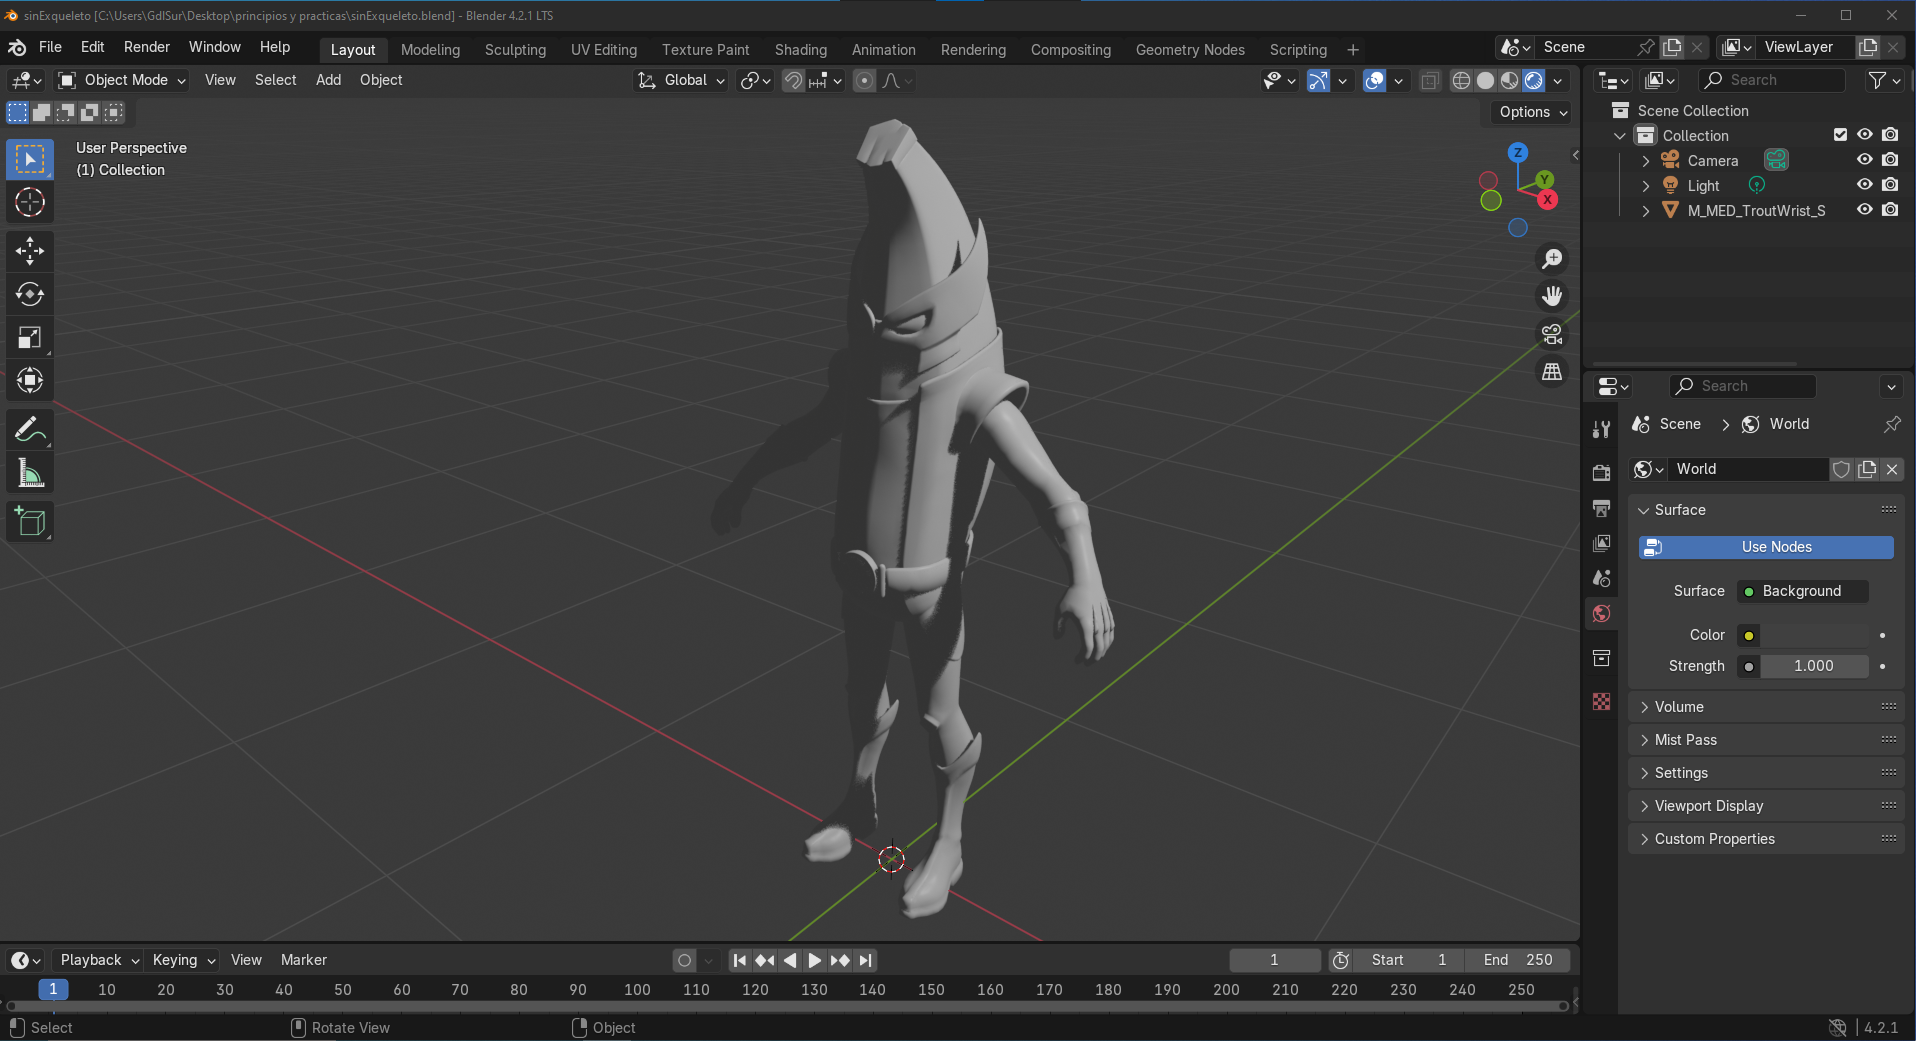 sinExqueleto [C:\Users\GdISur\Desktop\principios y practicas\sinExqueleto.blend] - Blender 4.2.1 LTS
File Edit Render Window Help Layout Modeling Sculpting UV Editing Texture Paint Shading Animation Rendering Compositing Geometry Nodes Scripting + Scene ViewLayer
Object Mode View Select Add Object Global Search
Options
User Perspective
(1) Collection
Z
Y
X
Scene Collection
Collection
Camera
Light
M_MED_TroutWrist_S
Search
Scene > World
World
Surface
Use Nodes
Surface Background
Color
Strength 1.000
Volume
Mist Pass
Settings
Viewport Display
Custom Properties
Playback Keying View Marker 1 Start 1 End 250
1 10 20 30 40 50 60 70 80 90 100 110 120 130 140 150 160 170 180 190 200 210 220 230 240 250
Select Rotate View Object 4.2.1